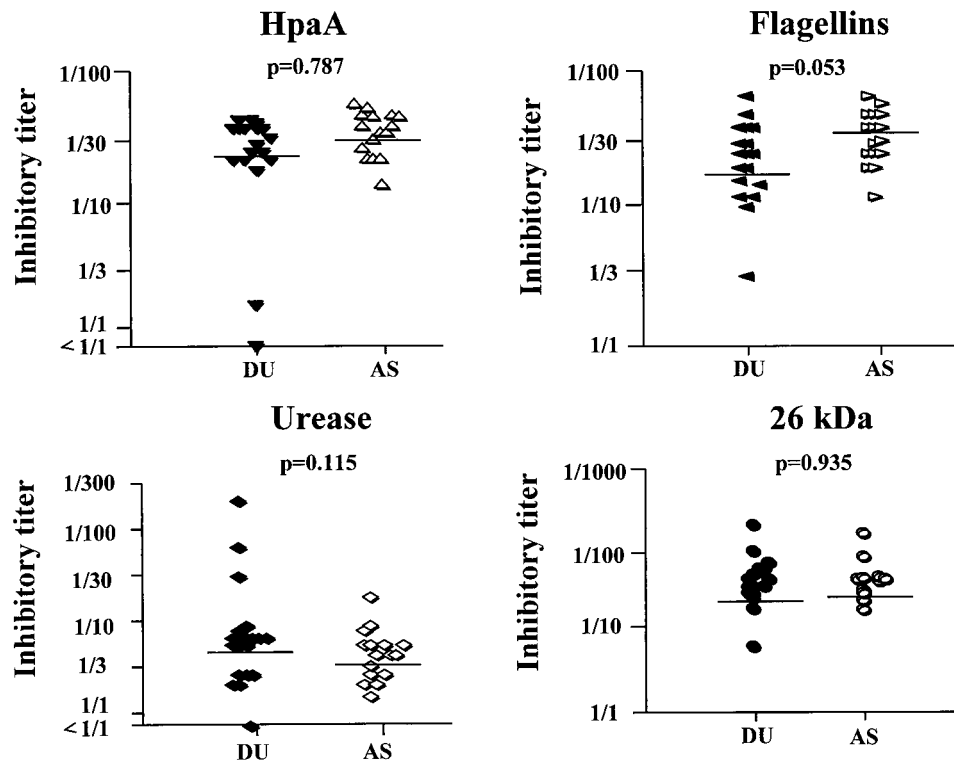 HpaA
p=0.787
Inhibitory titer
1/100
1/30
1/10
1/3
1/1
< 1/1
DU
AS
Flagellins
p=0.053
Inhibitory titer
1/100
1/30
1/10
1/3
1/1
DU
AS
Urease
p=0.115
Inhibitory titer
1/300
1/100
1/30
1/10
1/3
1/1
< 1/1
DU
AS
26 kDa
p=0.935
Inhibitory titer
1/1000
1/100
1/10
1/1
DU
AS